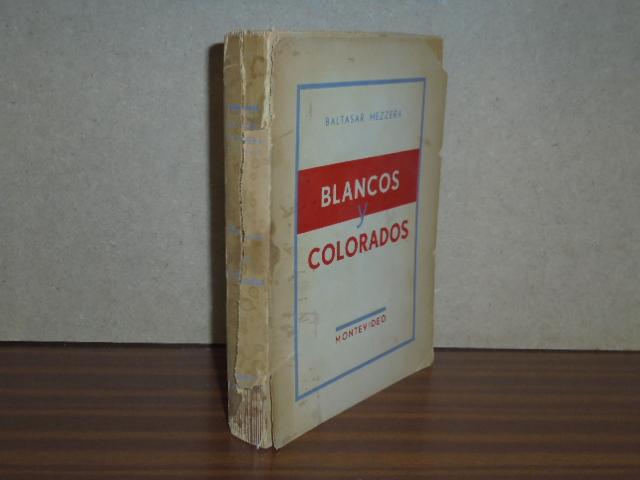 BALTASAR MEZZERA
BLANCOS
y
COLORADOS
MONTEVIDEO